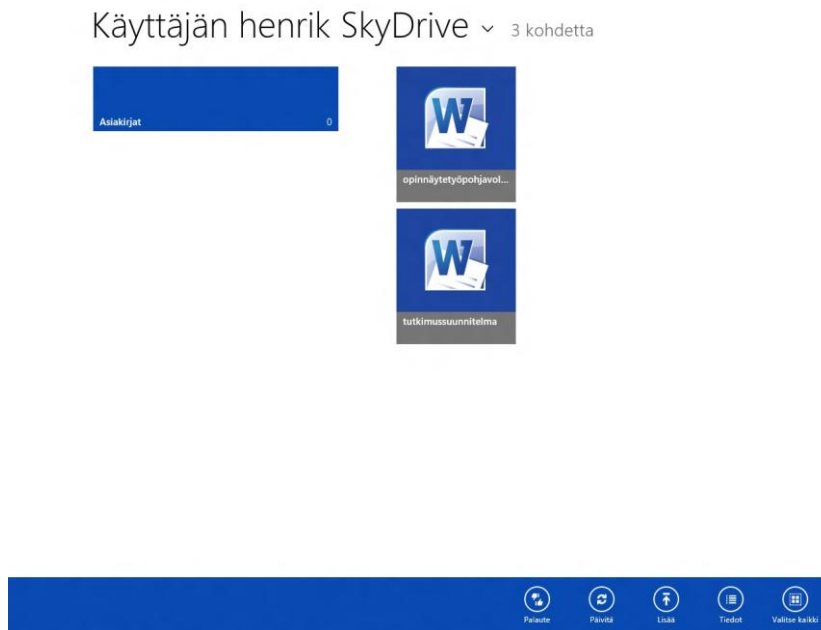 Käyttäjän henrik SkyDrive 3 kohdetta
Asiakirjat 0
opinnäytetyöpohjavol...
tutkimussuunnitelma
Palaute Päivitä Lisää Tiedot Valitse kaikki